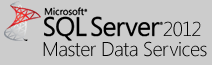 Microsoft®
SQL Server® 2012
Master Data Services